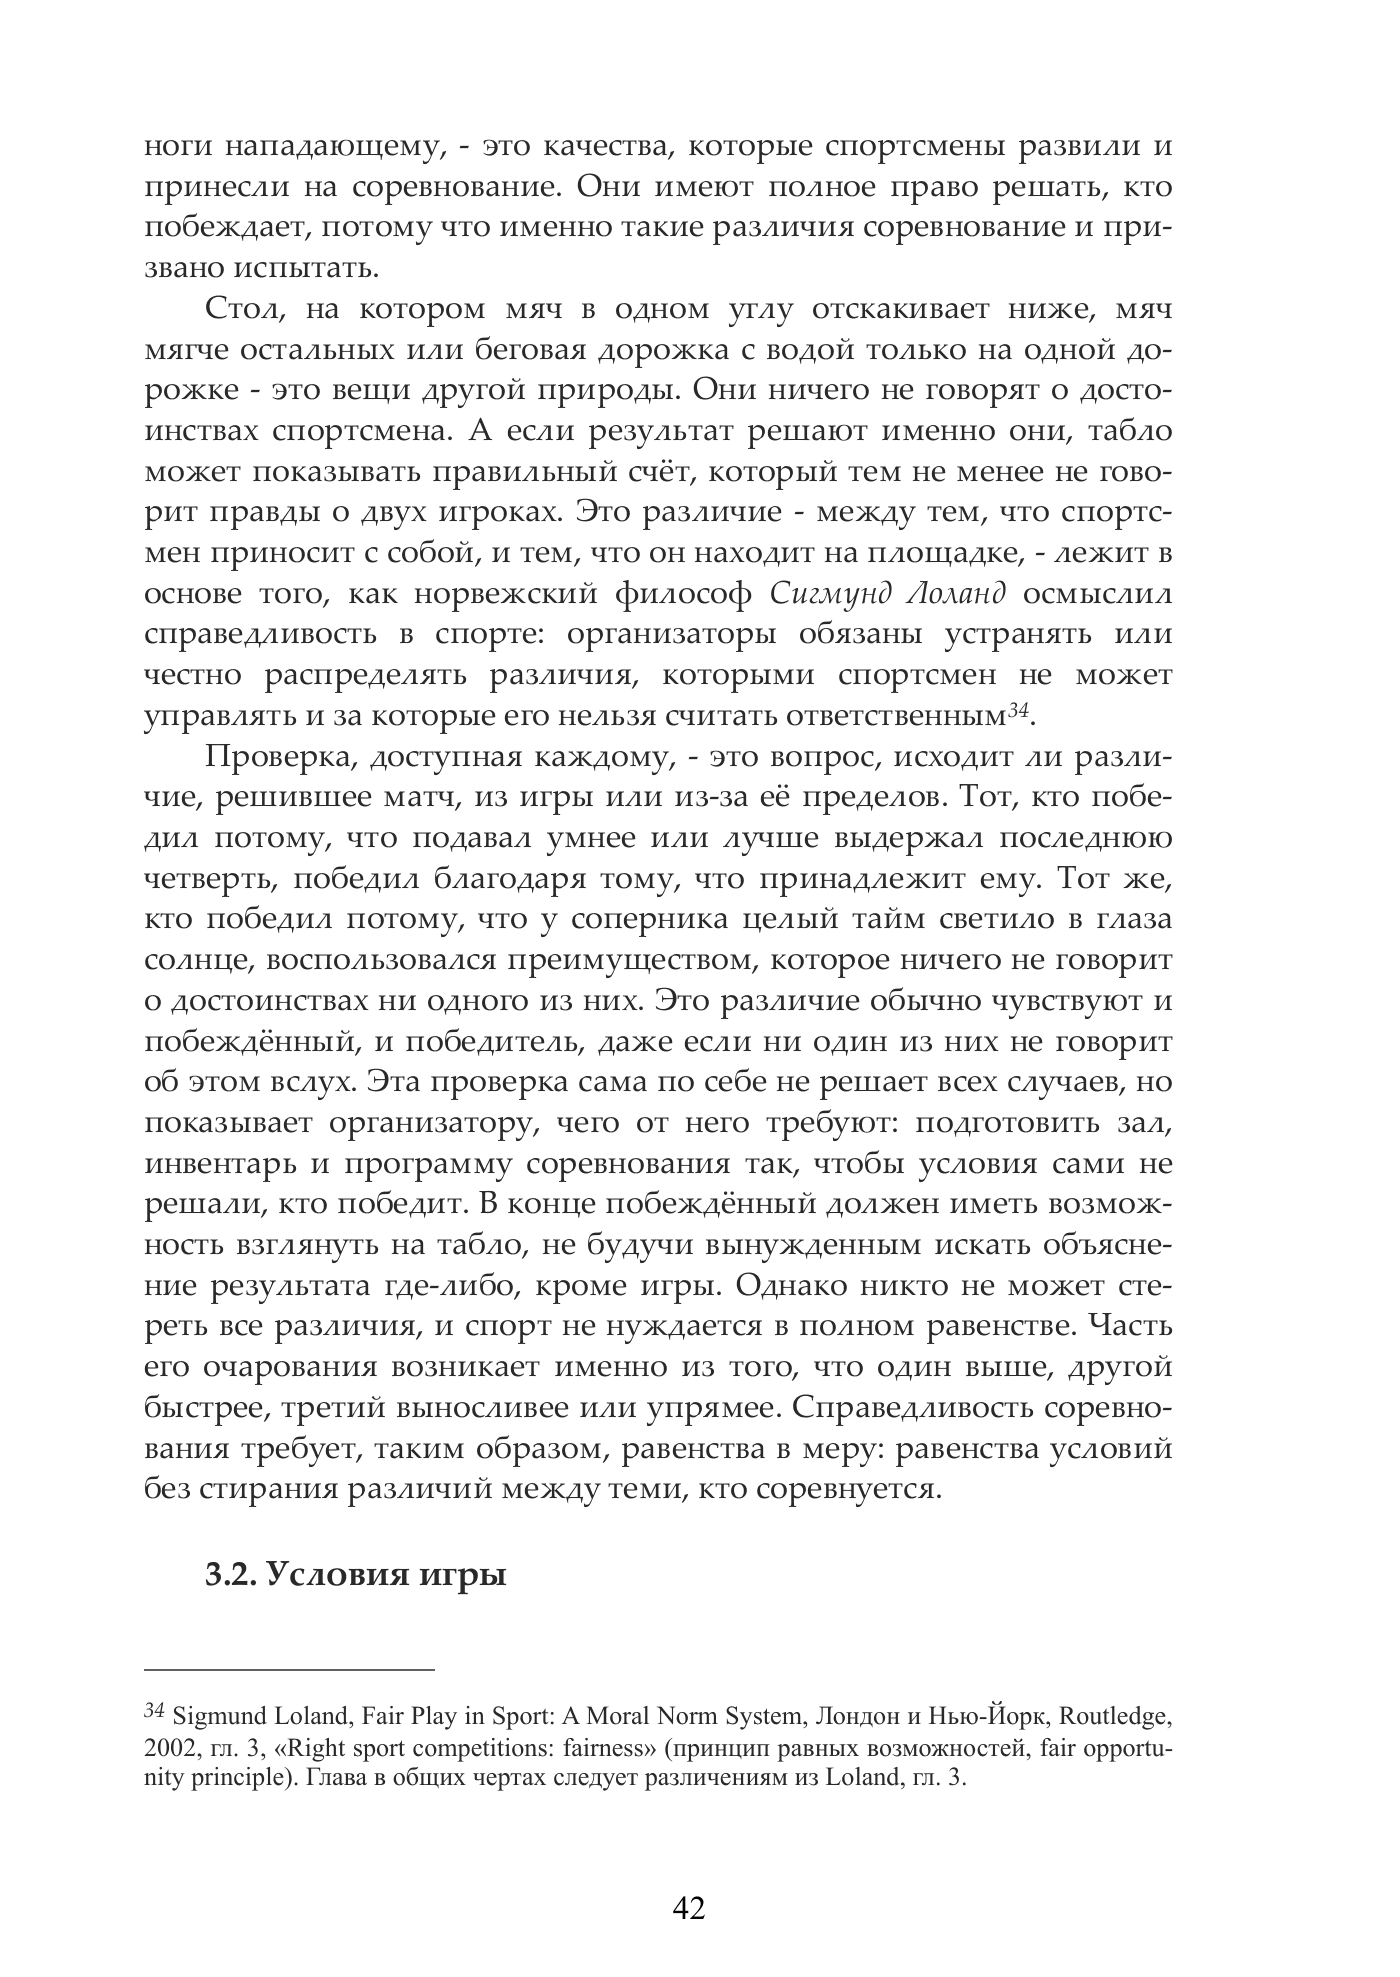 ноги нападающему, - это качества, которые спортсмены развили и
принесли на соревнование. Они имеют полное право решать, кто
побеждает, потому что именно такие различия соревнование и при-
звано испытать.
Стол, на котором мяч в одном углу отскакивает ниже, мяч
мягче остальных или беговая дорожка с водой только на одной до-
рожке - это вещи другой природы. Они ничего не говорят о досто-
инствах спортсмена. А если результат решают именно они, табло
может показывать правильный счёт, который тем не менее не гово-
рит правды о двух игроках. Это различие - между тем, что спортс-
мен приносит с собой, и тем, что он находит на площадке, - лежит в
основе того, как норвежский философ Сигмунд Лоланд осмыслил
справедливость в спорте: организаторы обязаны устранять или
честно распределять различия, которыми спортсмен не может
управлять и за которые его нельзя считать ответственным³⁴.
Проверка, доступная каждому, - это вопрос, исходит ли разли-
чие, решившее матч, из игры или из-за её пределов. Тот, кто побе-
дил потому, что подавал умнее или лучше выдержал последнюю
четверть, победил благодаря тому, что принадлежит ему. Тот же,
кто победил потому, что у соперника целый тайм светило в глаза
солнце, воспользовался преимуществом, которое ничего не говорит
о достоинствах ни одного из них. Это различие обычно чувствуют и
побеждённый, и победитель, даже если ни один из них не говорит
об этом вслух. Эта проверка сама по себе не решает всех случаев, но
показывает организатору, чего от него требуют: подготовить зал,
инвентарь и программу соревнования так, чтобы условия сами не
решали, кто победит. В конце побеждённый должен иметь возмож-
ность взглянуть на табло, не будучи вынужденным искать объясне-
ние результата где-либо, кроме игры. Однако никто не может сте-
реть все различия, и спорт не нуждается в полном равенстве. Часть
его очарования возникает именно из того, что один выше, другой
быстрее, третий выносливее или упрямее. Справедливость соревно-
вания требует, таким образом, равенства в меру: равенства условий
без стирания различий между теми, кто соревнуется.
3.2. Условия игры
³⁴ Sigmund Loland, Fair Play in Sport: A Moral Norm System, Лондон и Нью-Йорк, Routledge,
2002, гл. 3, «Right sport competitions: fairness» (принцип равных возможностей, fair opportu-
nity principle). Глава в общих чертах следует различениям из Loland, гл. 3.
42